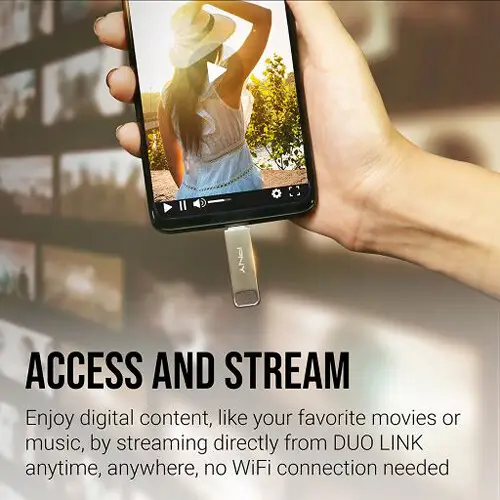 PNY
ACCESS AND STREAM
Enjoy digital content, like your favorite movies or
music, by streaming directly from DUO LINK
anytime, anywhere, no WiFi connection needed